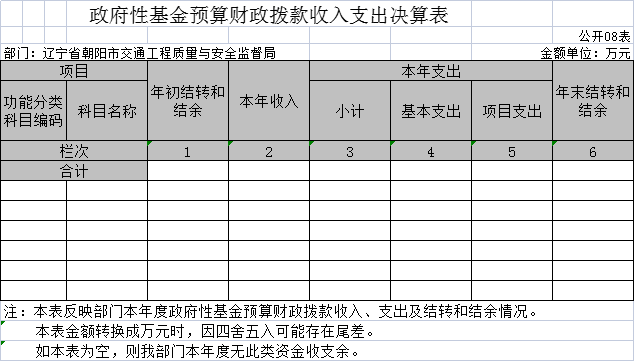 政府性基金预算财政拨款收入支出决算表
公开08表
部门：辽宁省朝阳市交通工程质量与安全监督局 金额单位：万元
项目 年初结转和结余 本年收入 本年支出 年末结转和结余
功能分类科目编码 科目名称 小计 基本支出 项目支出
栏次 1 2 3 4 5 6
合计
注：本表反映部门本年度政府性基金预算财政拨款收入、支出及结转和结余情况。
本表金额转换成万元时，因四舍五入可能存在尾差。
如本表为空，则我部门本年度无此类资金收支余。